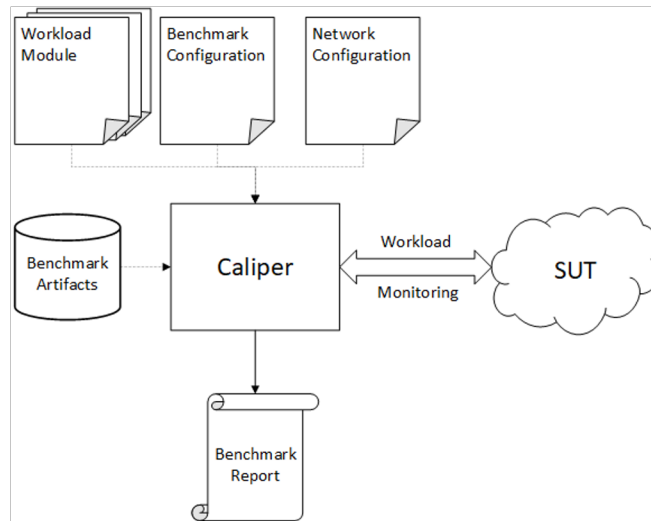 Workload
Module
Benchmark
Configuration
Network
Configuration
Benchmark
Artifacts
Caliper
Workload
Monitoring
SUT
Benchmark
Report